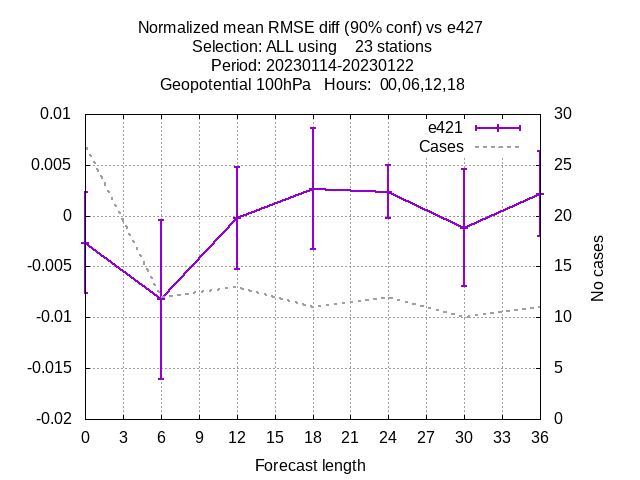 Normalized mean RMSE diff (90% conf) vs e427
Selection: ALL using    23 stations
Period: 20230114-20230122
Geopotential 100hPa   Hours:  00,06,12,18
e421
Cases
0.01
0.005
0
-0.005
-0.01
-0.015
-0.02
30
25
20
15
10
5
0
No cases
0 3 6 9 12 15 18 21 24 27 30 33 36
Forecast length